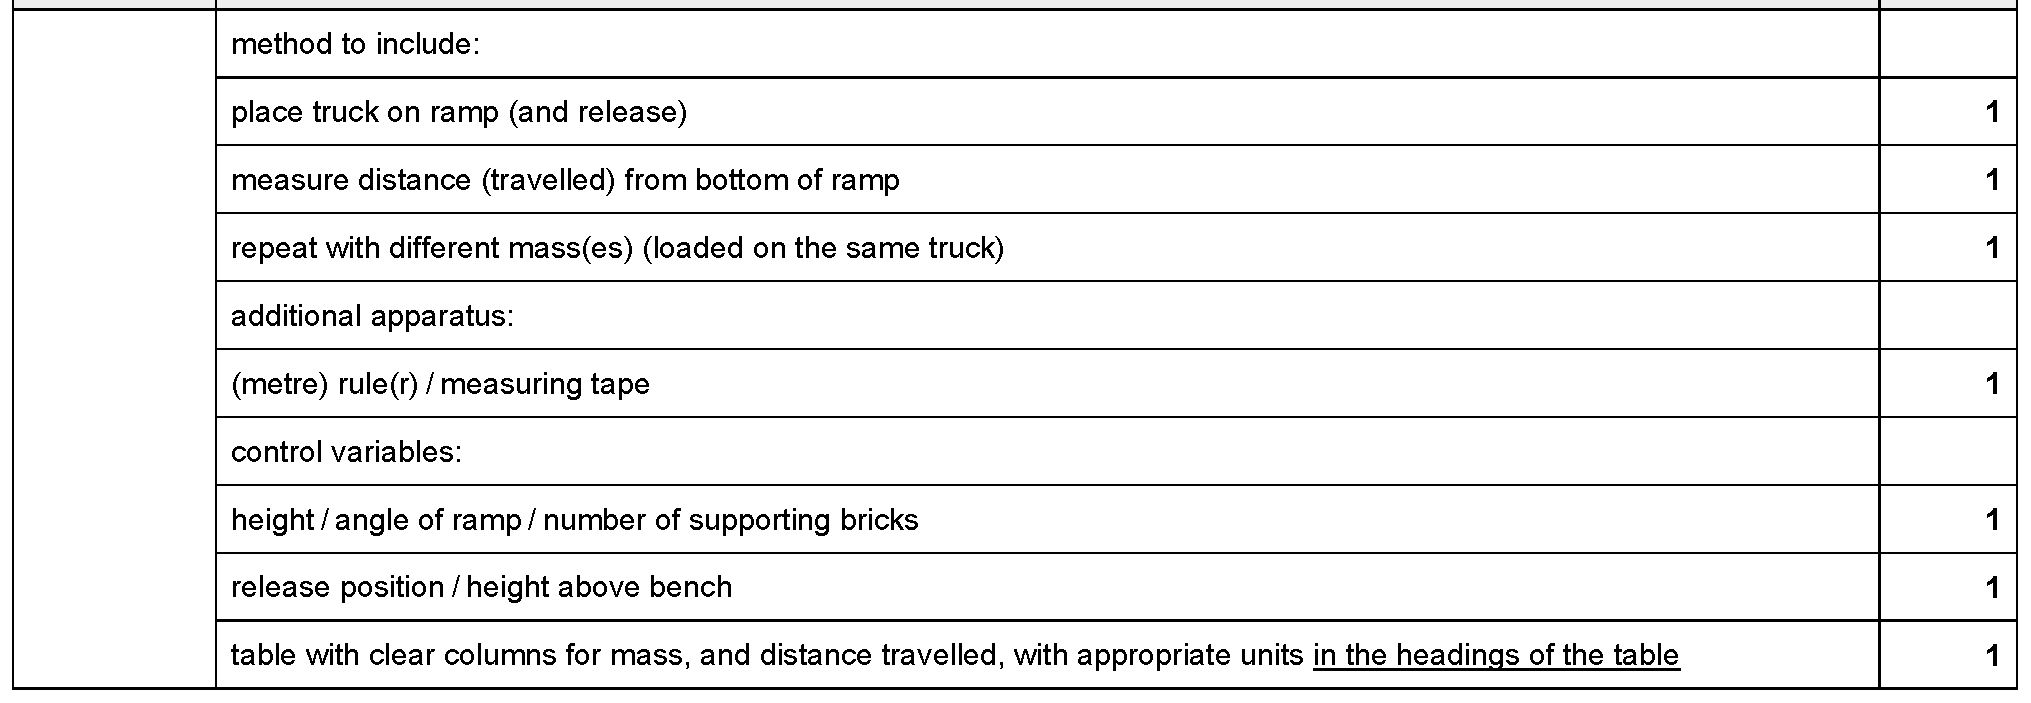 method to include:
place truck on ramp (and release) 1
measure distance (travelled) from bottom of ramp 1
repeat with different mass(es) (loaded on the same truck) 1
additional apparatus:
(metre) rule(r) / measuring tape 1
control variables:
height / angle of ramp / number of supporting bricks 1
release position / height above bench 1
table with clear columns for mass, and distance travelled, with appropriate units in the headings of the table 1